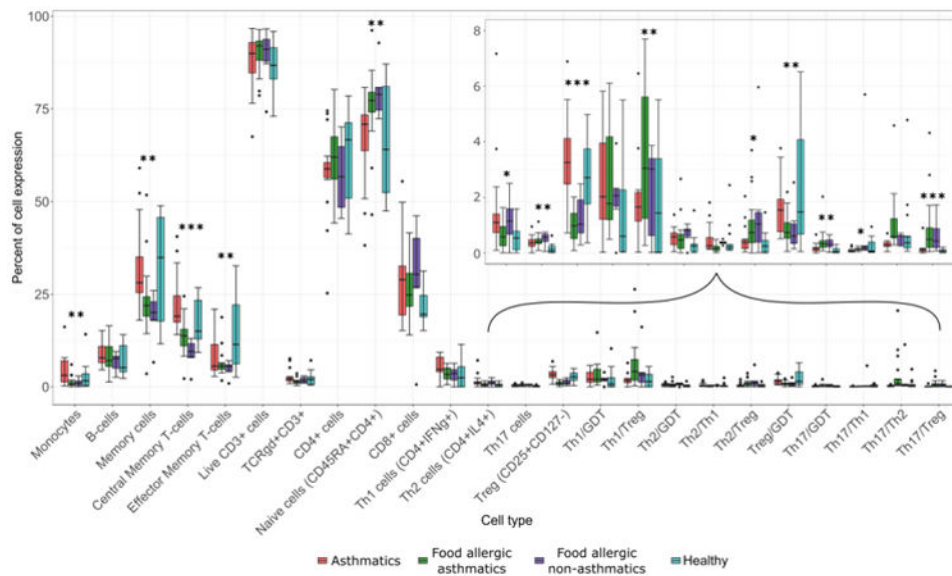 100
75
50
25
0
Percent of cell expression
8
6
4
2
0
**
**
***
**
**
*
**
***
**
*
**
**
*
***
Monocytes
B-cells
Memory cells
Central Memory T-cells
Effector Memory T-cells
Live CD3+ cells
TCRgd+CD3+
CD4+ cells
Naive cells (CD45RA+CD4+)
CD8+ cells
Th1 cells (CD4+IFNg+)
Th2 cells (CD4+IL4+)
Th17 cells
Treg (CD25+CD127-)
Th1/GDT
Th1/Treg
Th2/GDT
Th2/Th1
Th2/Treg
Treg/GDT
Th17/GDT
Th17/Th1
Th17/Th2
Th17/Treg
Cell type
Asthmatics
Food allergic
asthmatics
Food allergic
non-asthmatics
Healthy